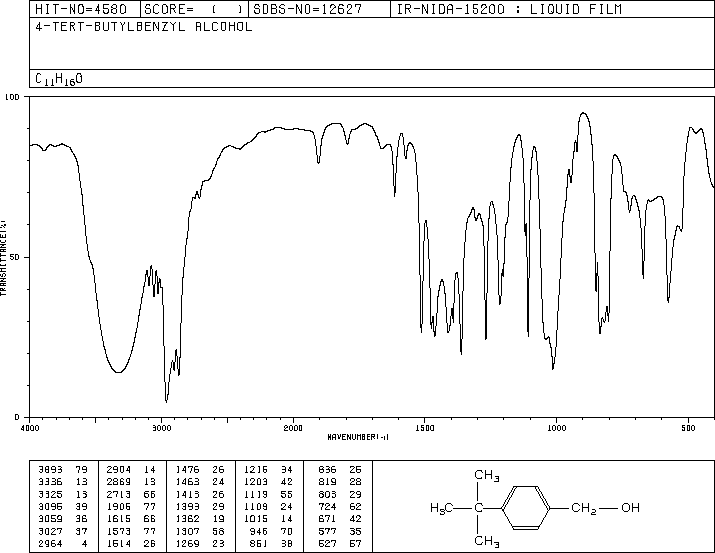 HIT-NO=4580 SCORE= ( ) SDBS-NO=12627 IR-NIDA-15200 : LIQUID FILM
4-TERT-BUTYLBENZYL ALCOHOL
C11H16O
100
50
0
TRANSMITTANCE(%)
4000 3000 2000 1500 1000 500
WAVENUMBER(-1)
3893 79 2904 14 1476 26 1216 34 836 25
3336 13 2869 13 1463 24 1203 42 819 28
3325 13 2713 66 1413 26 1119 55 803 29
3095 39 1906 77 1393 29 1109 24 724 62
3059 36 1615 66 1362 19 1015 14 671 42
3027 37 1573 77 1307 58 946 70 577 35
2964 4 1514 26 1269 23 851 38 527 57
CH3
H3C CH2 OH
CH3